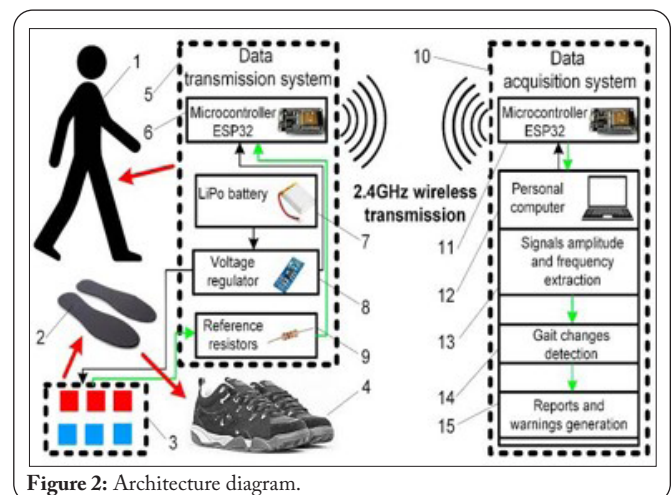 1
5
Data
transmission system
6
Microcontroller
ESP32
LiPo battery
7
Voltage
regulator
8
Reference
resistors
9
2
3
4
2.4GHz wireless
transmission
10
Data
acquisition system
Microcontroller
ESP32
11
Personal
computer
12
Signals amplitude
and frequency
extraction
13
Gait changes
detection
14
Reports and
warnings generation
15
Figure 2: Architecture diagram.